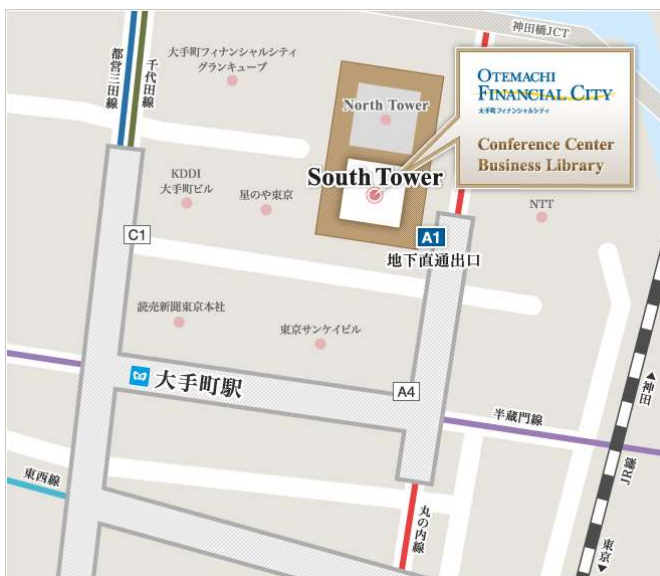 神田橋JCT
大手町フィナンシャルシティ
グランキューブ
都営三田線
千代田線
North Tower
OTEMACHI
FINANCIAL CITY
大手町フィナンシャルシティ
Conference Center
Business Library
South Tower
KDDI
大手町ビル
星のや東京
NTT
C1
A1
地下直通出口
読売新聞東京本社
東京サンケイビル
大手町駅
A4
半蔵門線
▲神田
JR線
東京▼
東西線
丸の内線